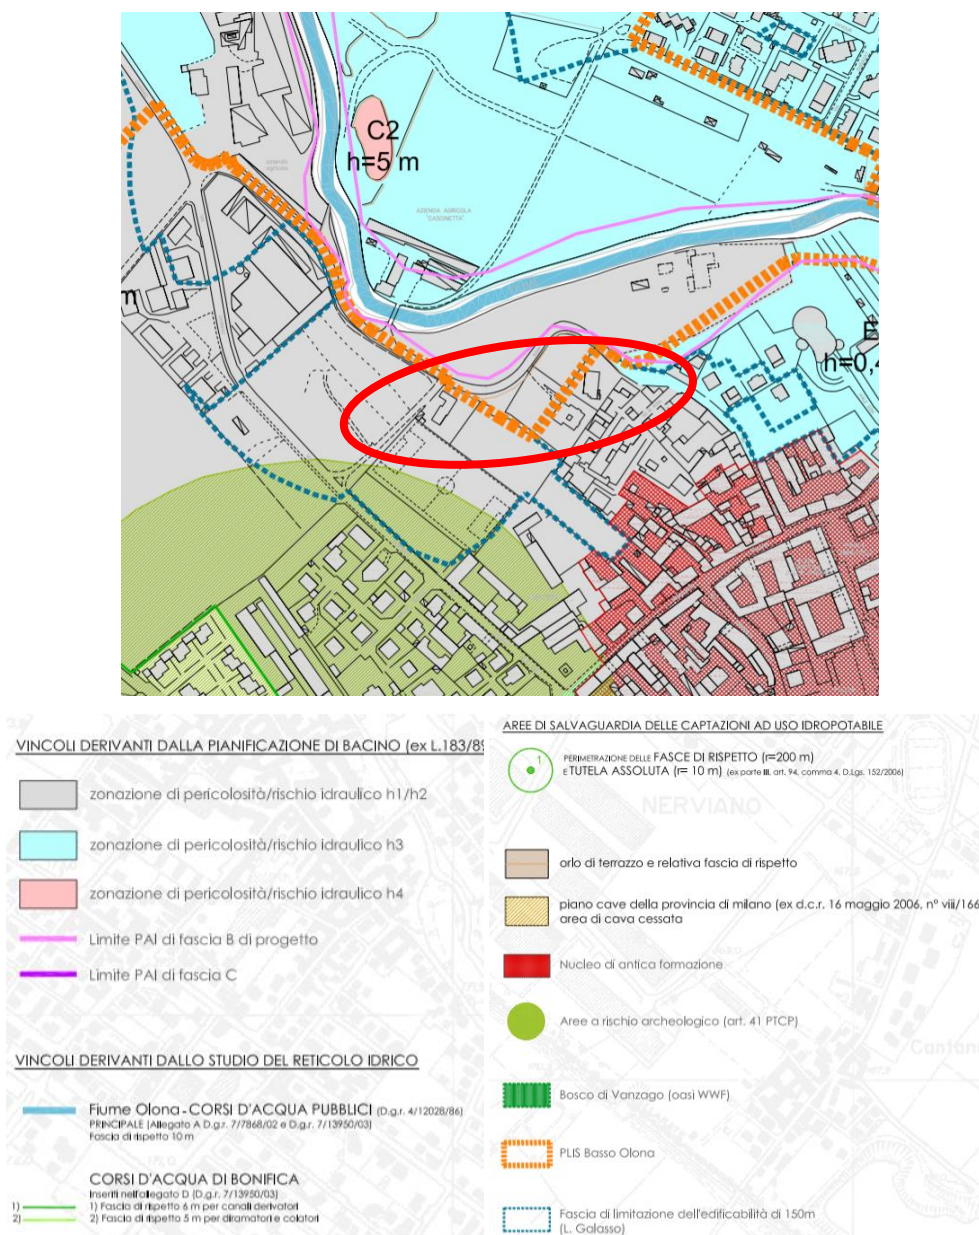 C2
h=5 m
azienda
agricola
AZIENDA AGRICOLA
"CASONETTA"
m
E
h=0,4
VINCOLI DERIVANTI DALLA PIANIFICAZIONE DI BACINO (ex L.183/89
zonazione di pericolosità/rischio idraulico h1/h2
zonazione di pericolosità/rischio idraulico h3
zonazione di pericolosità/rischio idraulico h4
Limite PAI di fascia B di progetto
Limite PAI di fascia C
VINCOLI DERIVANTI DALLO STUDIO DEL RETICOLO IDRICO
Fiume Olona - CORSI D'ACQUA PUBBLICI (D.g.r. 4/12028/86)
PRINCIPALE (Allegato A D.g.r. 7/7868/02 e D.g.r. 7/13950/03)
Fascia di rispetto 10 m
CORSI D'ACQUA DI BONIFICA
Inseriti nell'allegato D (D.g.r. 7/13950/03)
1) 1) Fascia di rispetto 6 m per canali derivatori
2) 2) Fascia di rispetto 5 m per diramatori e colatori
AREE DI SALVAGUARDIA DELLE CAPTAZIONI AD USO IDROPOTABILE
1
PERIMETRAZIONE DELLE FASCE DI RISPETTO (r=200 m)
E TUTELA ASSOLUTA (r= 10 m) (ex parte III, art. 94, comma 4, D.Lgs. 152/2006)
NERVIANO
orlo di terrazzo e relativa fascia di rispetto
piano cave della provincia di milano (ex d.c.r. 16 maggio 2006, n° viii/166
area di cava cessata
Nucleo di antica formazione
Aree a rischio archeologico (art. 41 PTCP)
Bosco di Vanzago (oasi WWF)
PLIS Basso Olona
Fascia di limitazione dell'edificabilità di 150m
(L. Galasso)